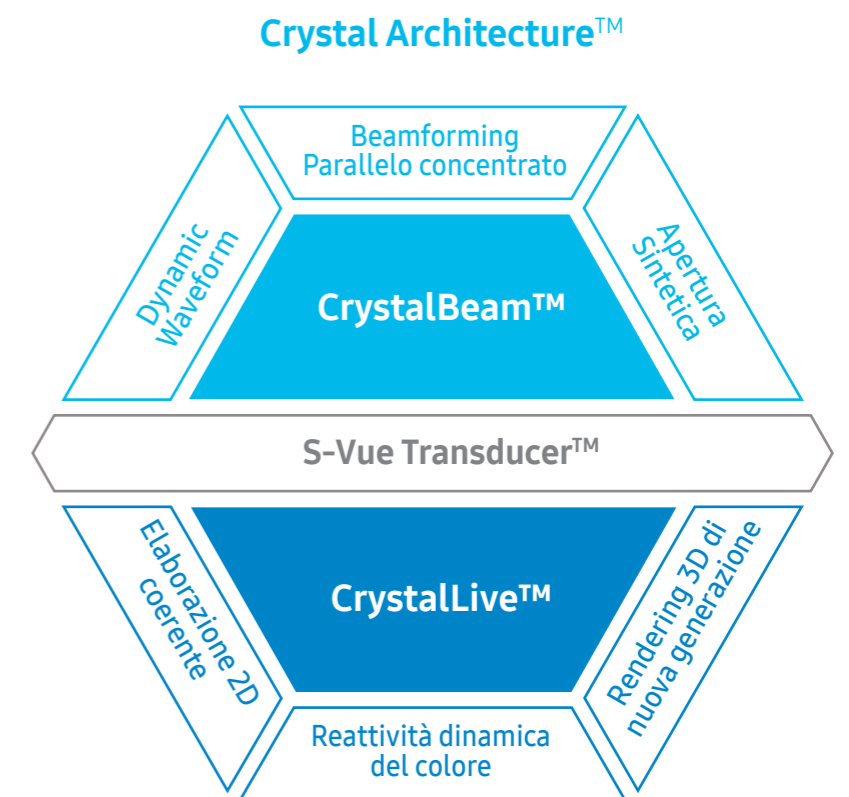 Crystal Architecture™
Beamforming
Parallelo concentrato
Dynamic
Waveform
Apertura
Sintetica
CrystalBeam™
S-Vue Transducer™
CrystalLive™
Elaborazione 2D
coerente
Rendering 3D di
nuova generazione
Reattività dinamica
del colore